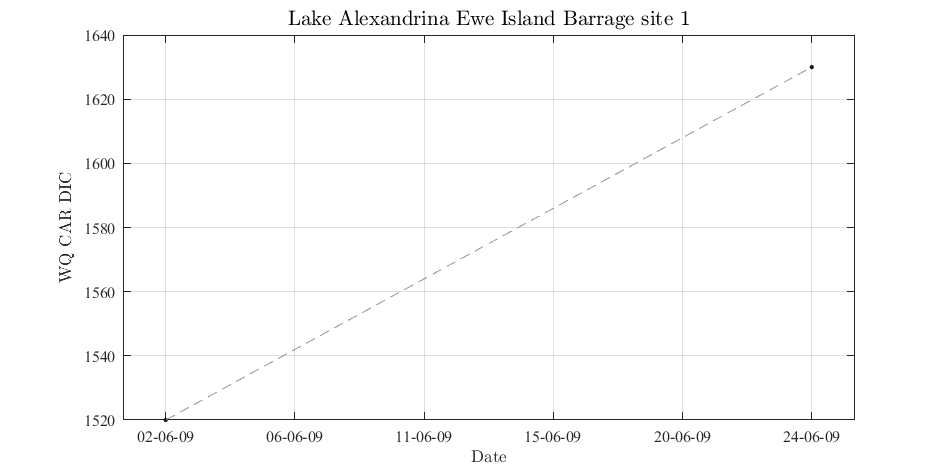 Lake Alexandrina Ewe Island Barrage site 1
1640
1620
1600
1580
1560
1540
1520
WQ CAR DIC
02-06-09 06-06-09 11-06-09 15-06-09 20-06-09 24-06-09
Date